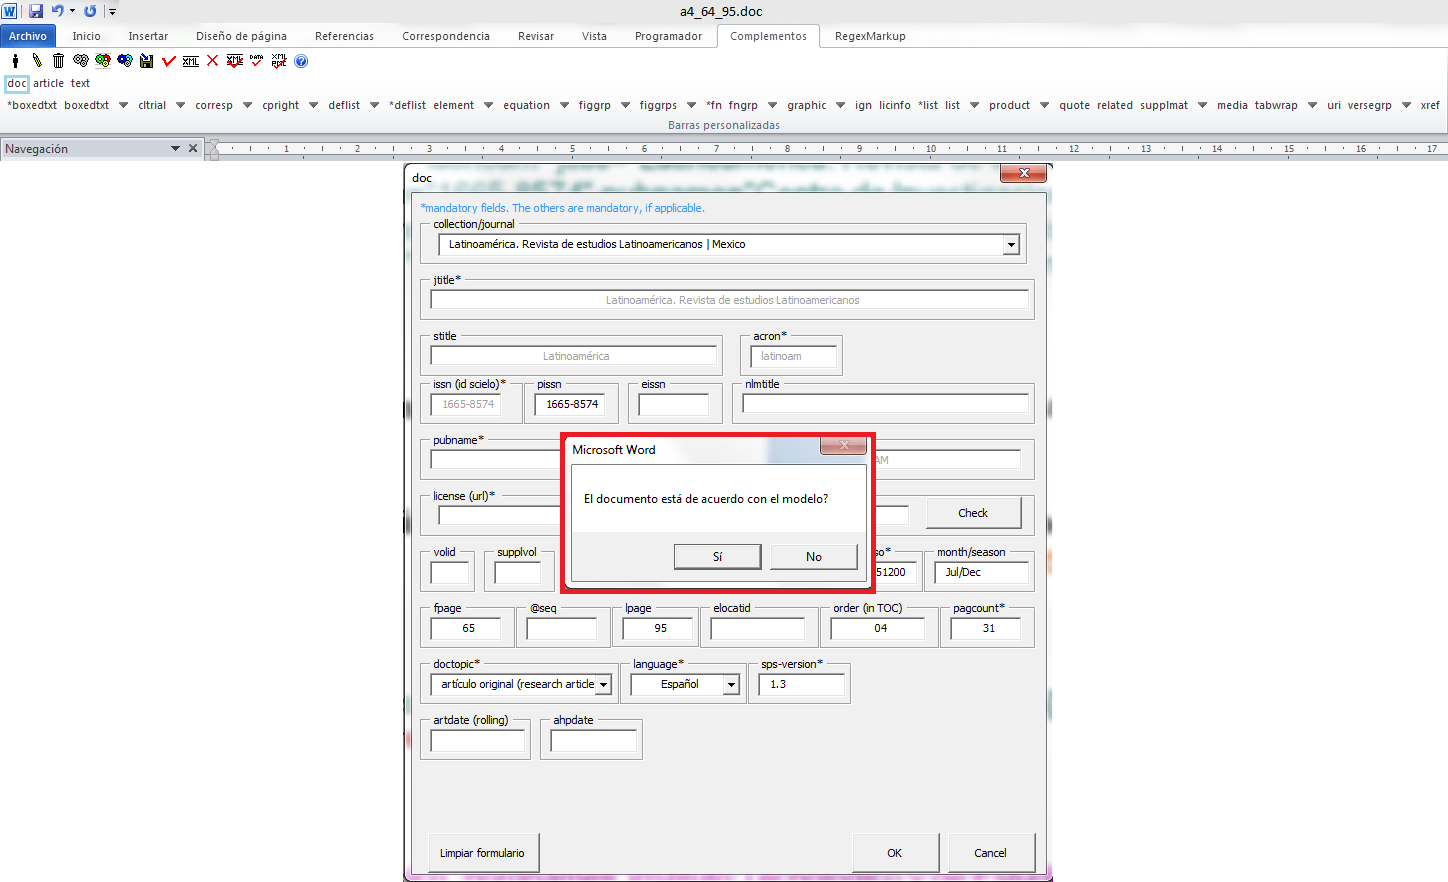 a4_64_95.doc
Archivo Inicio Insertar Diseño de página Referencias Correspondencia Revisar Vista Programador Complementos RegexMarkup
doc article text
*boxedtxt boxedtxt cltrial corresp cpright deflist *deflist element equation figgrp figgrps *fn fngrp graphic ign licinfo *list list product quote related supplmat media tabwrap uri versegrp xref
Barras personalizadas
Navegación
1 2 3 4 5 6 7 8 9 10 11 12 13 14 15 16 17
doc
*mandatory fields. The others are mandatory, if applicable.
collection/journal
Latinoamérica. Revista de estudios Latinoamericanos | Mexico
jtitle*
Latinoamérica. Revista de estudios Latinoamericanos
stitle acron*
Latinoamérica latinoam
issn (id scielo)* pissn eissn nlmtitle
1665-8574 1665-8574
pubname*
AM
Microsoft Word
El documento está de acuerdo con el modelo?
Sí No
license (url)*
Check
volid supplvol so* month/season
51200 Jul/Dec
fpage @seq lpage elocatid order (in TOC) pagcount*
65 95 04 31
doctopic* language* sps-version*
artículo original (research article Español 1.3
artdate (rolling) ahpdate
Limpiar formulario OK Cancel